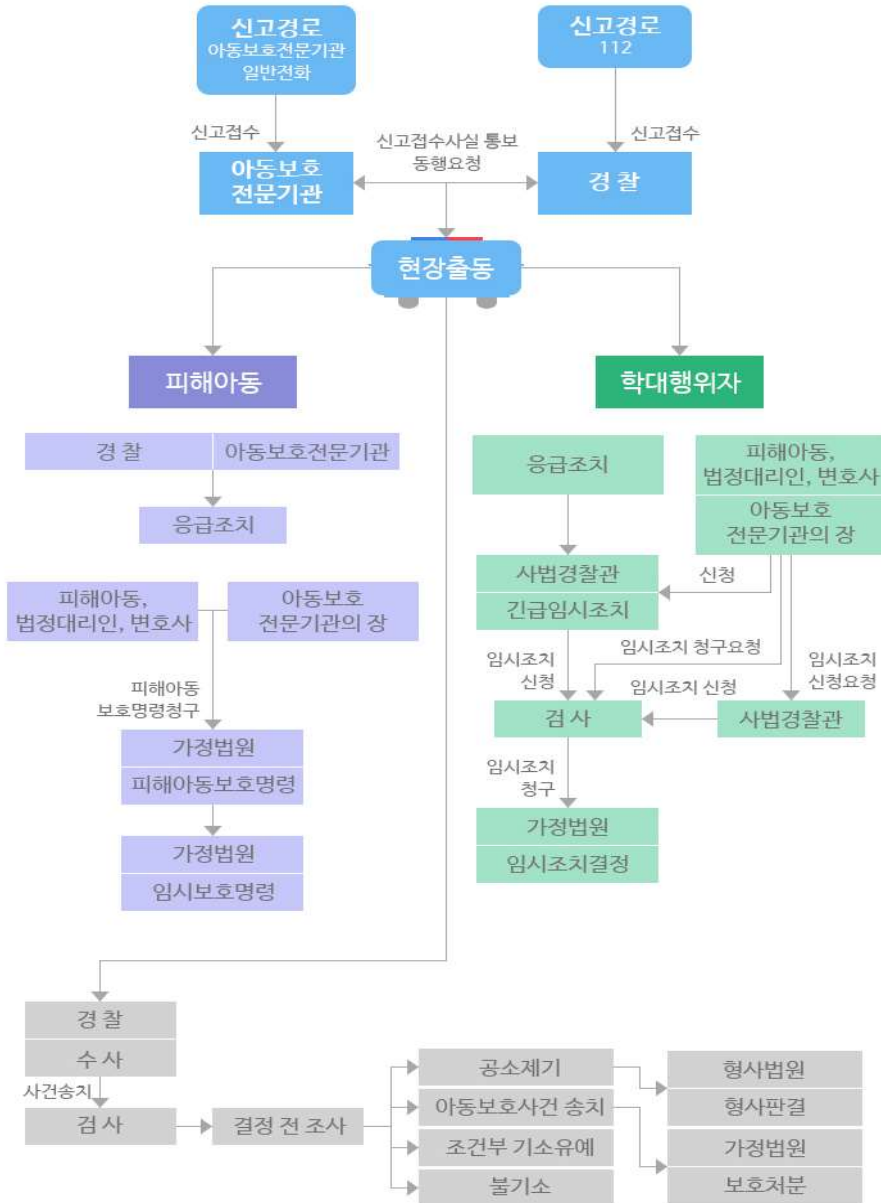 신고경로
아동보호전문기관
일반전화
신고경로
112
신고접수
신고접수사실 통보
동행요청
신고접수
아동보호
전문기관
경 찰
현장출동
피해아동
학대행위자
경 찰
아동보호전문기관
응급조치
피해아동,
법정대리인, 변호사
아동보호
전문기관의 장
피해아동
보호명령청구
가정법원
피해아동보호명령
가정법원
임시보호명령
응급조치
피해아동,
법정대리인, 변호사
아동보호
전문기관의 장
사법경찰관
긴급임시조치
신청
임시조치
신청
임시조치 청구요청
임시조치
신청요청
임시조치 신청
검 사
사법경찰관
임시조치
청구
가정법원
임시조치결정
경 찰
수 사
사건송치
검 사
결정 전 조사
공소제기
아동보호사건 송치
조건부 기소유예
불기소
형사법원
형사판결
가정법원
보호처분